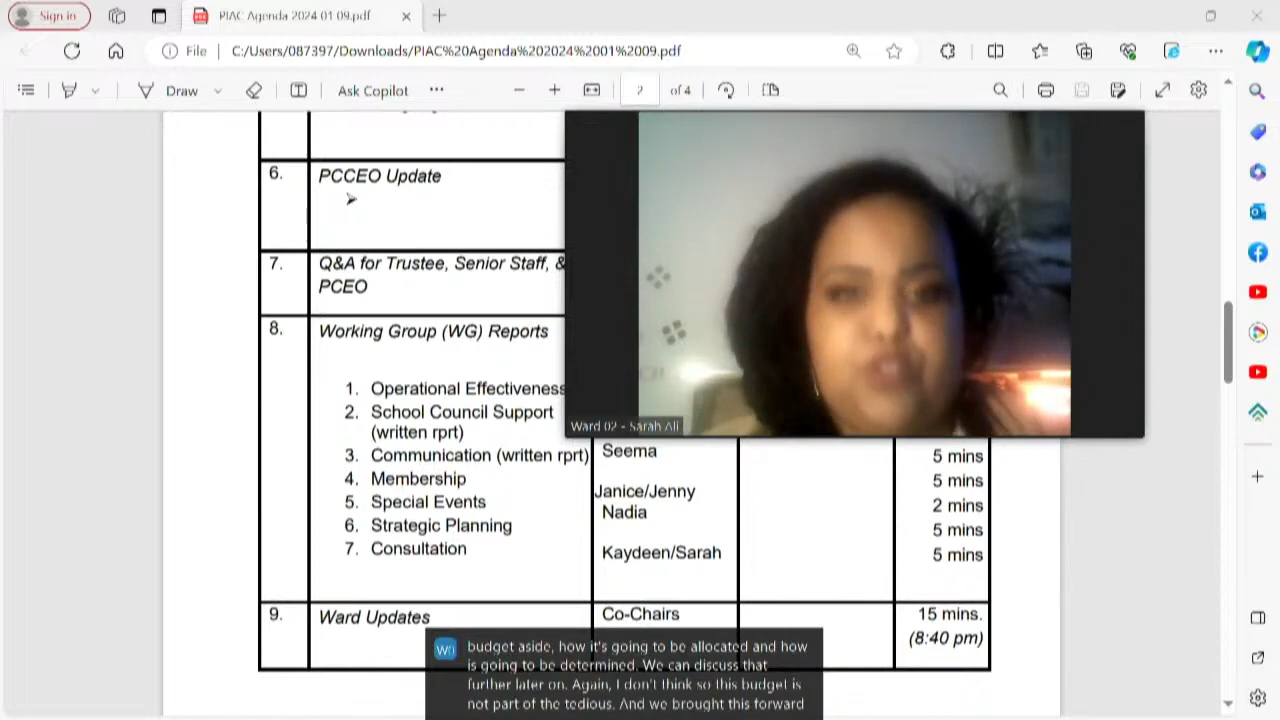 Sign in
PIAC Agenda 2024 01 09.pdf
File
C:/Users/087397/Downloads/PIAC%20Agenda%202024%2001%2009.pdf
Draw
Ask Copilot
2 of 4
6. PCCEO Update
7. Q&A for Trustee, Senior Staff, &
PCEO
8. Working Group (WG) Reports
1. Operational Effectiveness
2. School Council Support
(written rprt)
3. Communication (written rprt) Seema 5 mins
4. Membership 5 mins
5. Special Events Janice/Jenny 2 mins
Nadia
6. Strategic Planning 5 mins
7. Consultation Kaydeen/Sarah 5 mins
9. Ward Updates Co-Chairs 15 mins.
(8:40 pm)
Ward 02 - Sarah Ali
W0
budget aside, how it's going to be allocated and how
is going to be determined. We can discuss that
further later on. Again, I don't think so this budget is
not part of the tedious. And we brought this forward